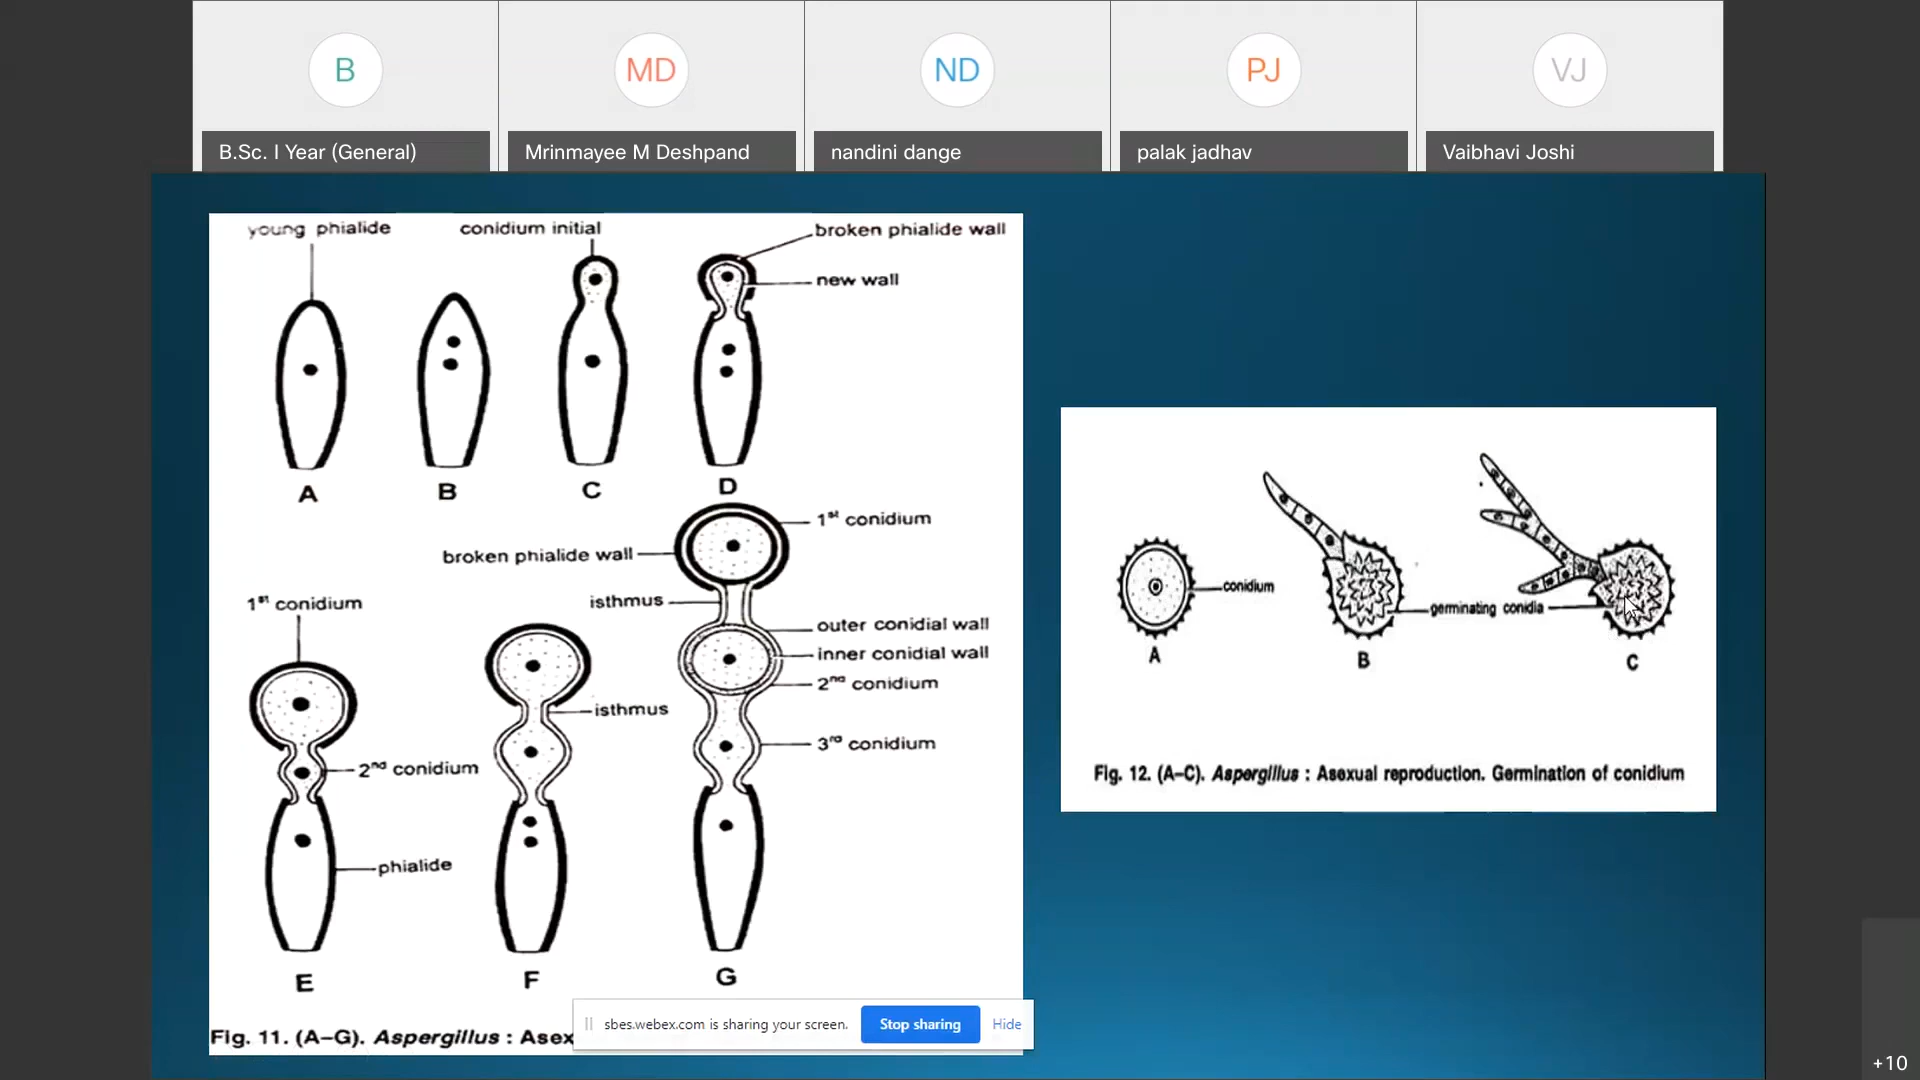 B
MD
ND
PJ
VJ
B.Sc. I Year (General)
Mrinmayee M Deshpand
nandini dange
palak jadhav
Vaibhavi Joshi
young phialide
conidium initial
broken phialide wall
new wall
A
B
C
D
1st conidium
broken phialide wall
isthmus
1st conidium
outer conidial wall
inner conidial wall
2nd conidium
isthmus
3rd conidium
2nd conidium
phialide
E
F
G
Fig. 11. (A–G). Aspergillus : Asex
conidium
germinating conidia
A
B
C
Fig. 12. (A–C). Aspergillus : Asexual reproduction. Germination of conidium
sbes.webex.com is sharing your screen.
Stop sharing
Hide
+10